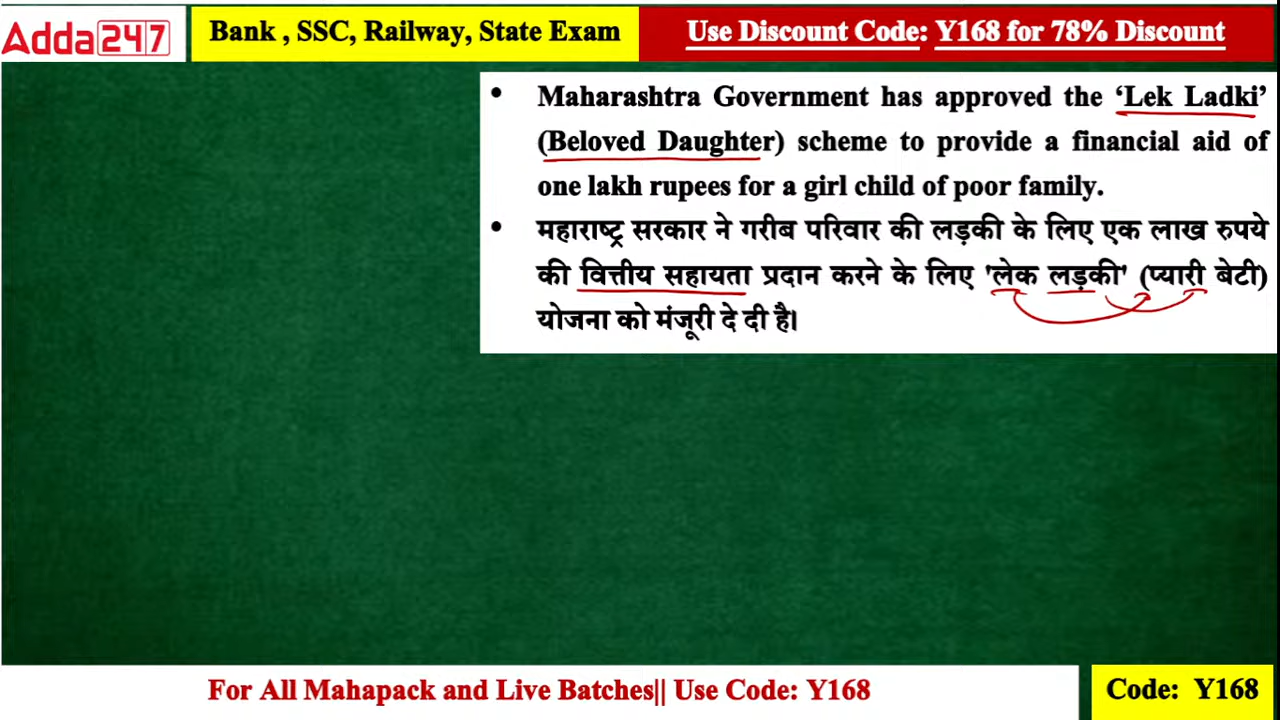 Adda247
Bank , SSC, Railway, State Exam
Use Discount Code: Y168 for 78% Discount
• Maharashtra Government has approved the ‘Lek Ladki’
(Beloved Daughter) scheme to provide a financial aid of
one lakh rupees for a girl child of poor family.
• महाराष्ट्र सरकार ने गरीब परिवार की लड़की के लिए एक लाख रुपये
की वित्तीय सहायता प्रदान करने के लिए 'लेक लड़की' (प्यारी बेटी)
योजना को मंजूरी दे दी है।
For All Mahapack and Live Batches|| Use Code: Y168
Code: Y168